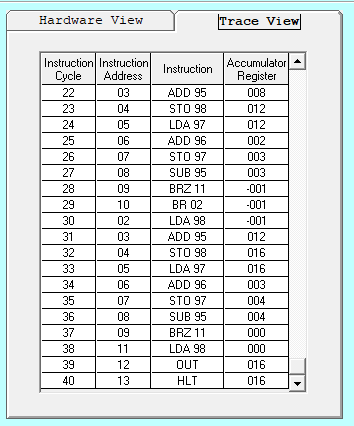 Hardware View
Trace View
Instruction Cycle Instruction Address Instruction Accumulator Register
22 03 ADD 95 008
23 04 STO 98 012
24 05 LDA 97 012
25 06 ADD 96 002
26 07 STO 97 003
27 08 SUB 95 003
28 09 BRZ 11 -001
29 10 BR 02 -001
30 02 LDA 98 -001
31 03 ADD 95 012
32 04 STO 98 016
33 05 LDA 97 016
34 06 ADD 96 003
35 07 STO 97 004
36 08 SUB 95 004
37 09 BRZ 11 000
38 11 LDA 98 000
39 12 OUT 016
40 13 HLT 016